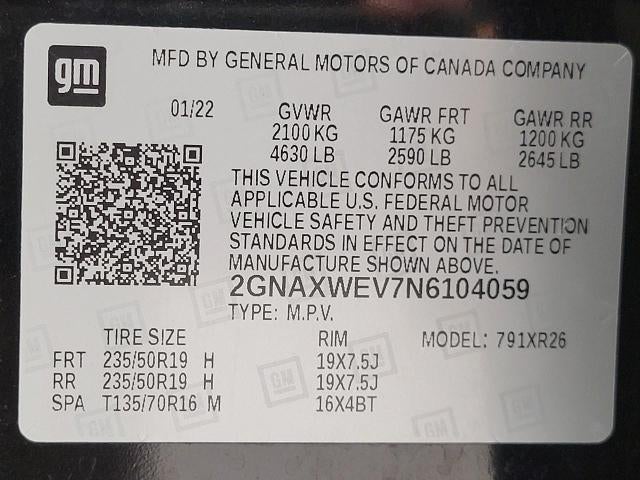 gm
MFD BY GENERAL MOTORS OF CANADA COMPANY
01/22 GVWR GAWR FRT GAWR RR
2100 KG 1175 KG 1200 KG
4630 LB 2590 LB 2645 LB
THIS VEHICLE CONFORMS TO ALL
APPLICABLE U.S. FEDERAL MOTOR
VEHICLE SAFETY AND THEFT PREVENTION
STANDARDS IN EFFECT ON THE DATE OF
MANUFACTURE SHOWN ABOVE.
2GNAXWEV7N6104059
TYPE: M.P.V.
TIRE SIZE RIM MODEL: 791XR26
FRT 235/50R19 H 19X7.5J
RR 235/50R19 H 19X7.5J
SPA T135/70R16 M 16X4BT